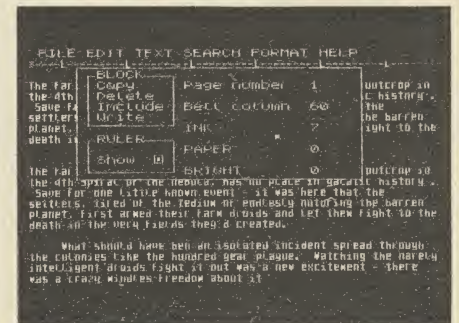 FILE EDIT TEXT SEARCH FORMAT HELP
BLOCK
Copy
Delete
Include
Write
RULER
Show
Page number 1
Bell column 60
INK 7
PAPER 0
BRIGHT 0
The far outcrop in
the 4th c history.
Save fa the
settlers the barren
planet. ight to the
death in
The far outcrop in
the 4th spiral of the nebula, has no place in galactic history.
Save for one little known event - it was here that the
settlers, tired of the tedium of endlessly motoring the barren
planet, first armed their farm droids and let them fight to the
death in the very fields they'd created.
What should have ben an isolated incident spread through
the colonies like the hundred year plague. Watching the narely
intelligent droids fight it out was a new excitement - there
was a crazy mindles freedom about it